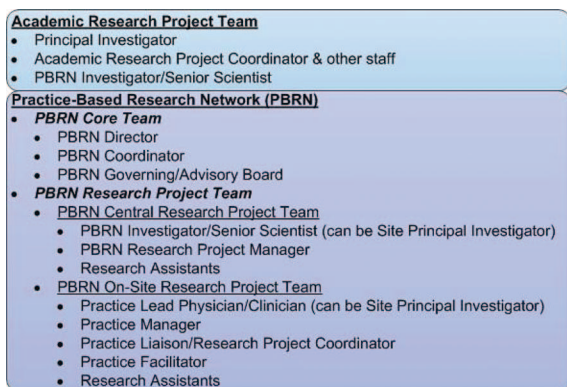 Academic Research Project Team
• Principal Investigator
• Academic Research Project Coordinator & other staff
• PBRN Investigator/Senior Scientist
Practice-Based Research Network (PBRN)
• PBRN Core Team
• PBRN Director
• PBRN Coordinator
• PBRN Governing/Advisory Board
• PBRN Research Project Team
• PBRN Central Research Project Team
• PBRN Investigator/Senior Scientist (can be Site Principal Investigator)
• PBRN Research Project Manager
• Research Assistants
• PBRN On-Site Research Project Team
• Practice Lead Physician/Clinician (can be Site Principal Investigator)
• Practice Manager
• Practice Liaison/Research Project Coordinator
• Practice Facilitator
• Research Assistants